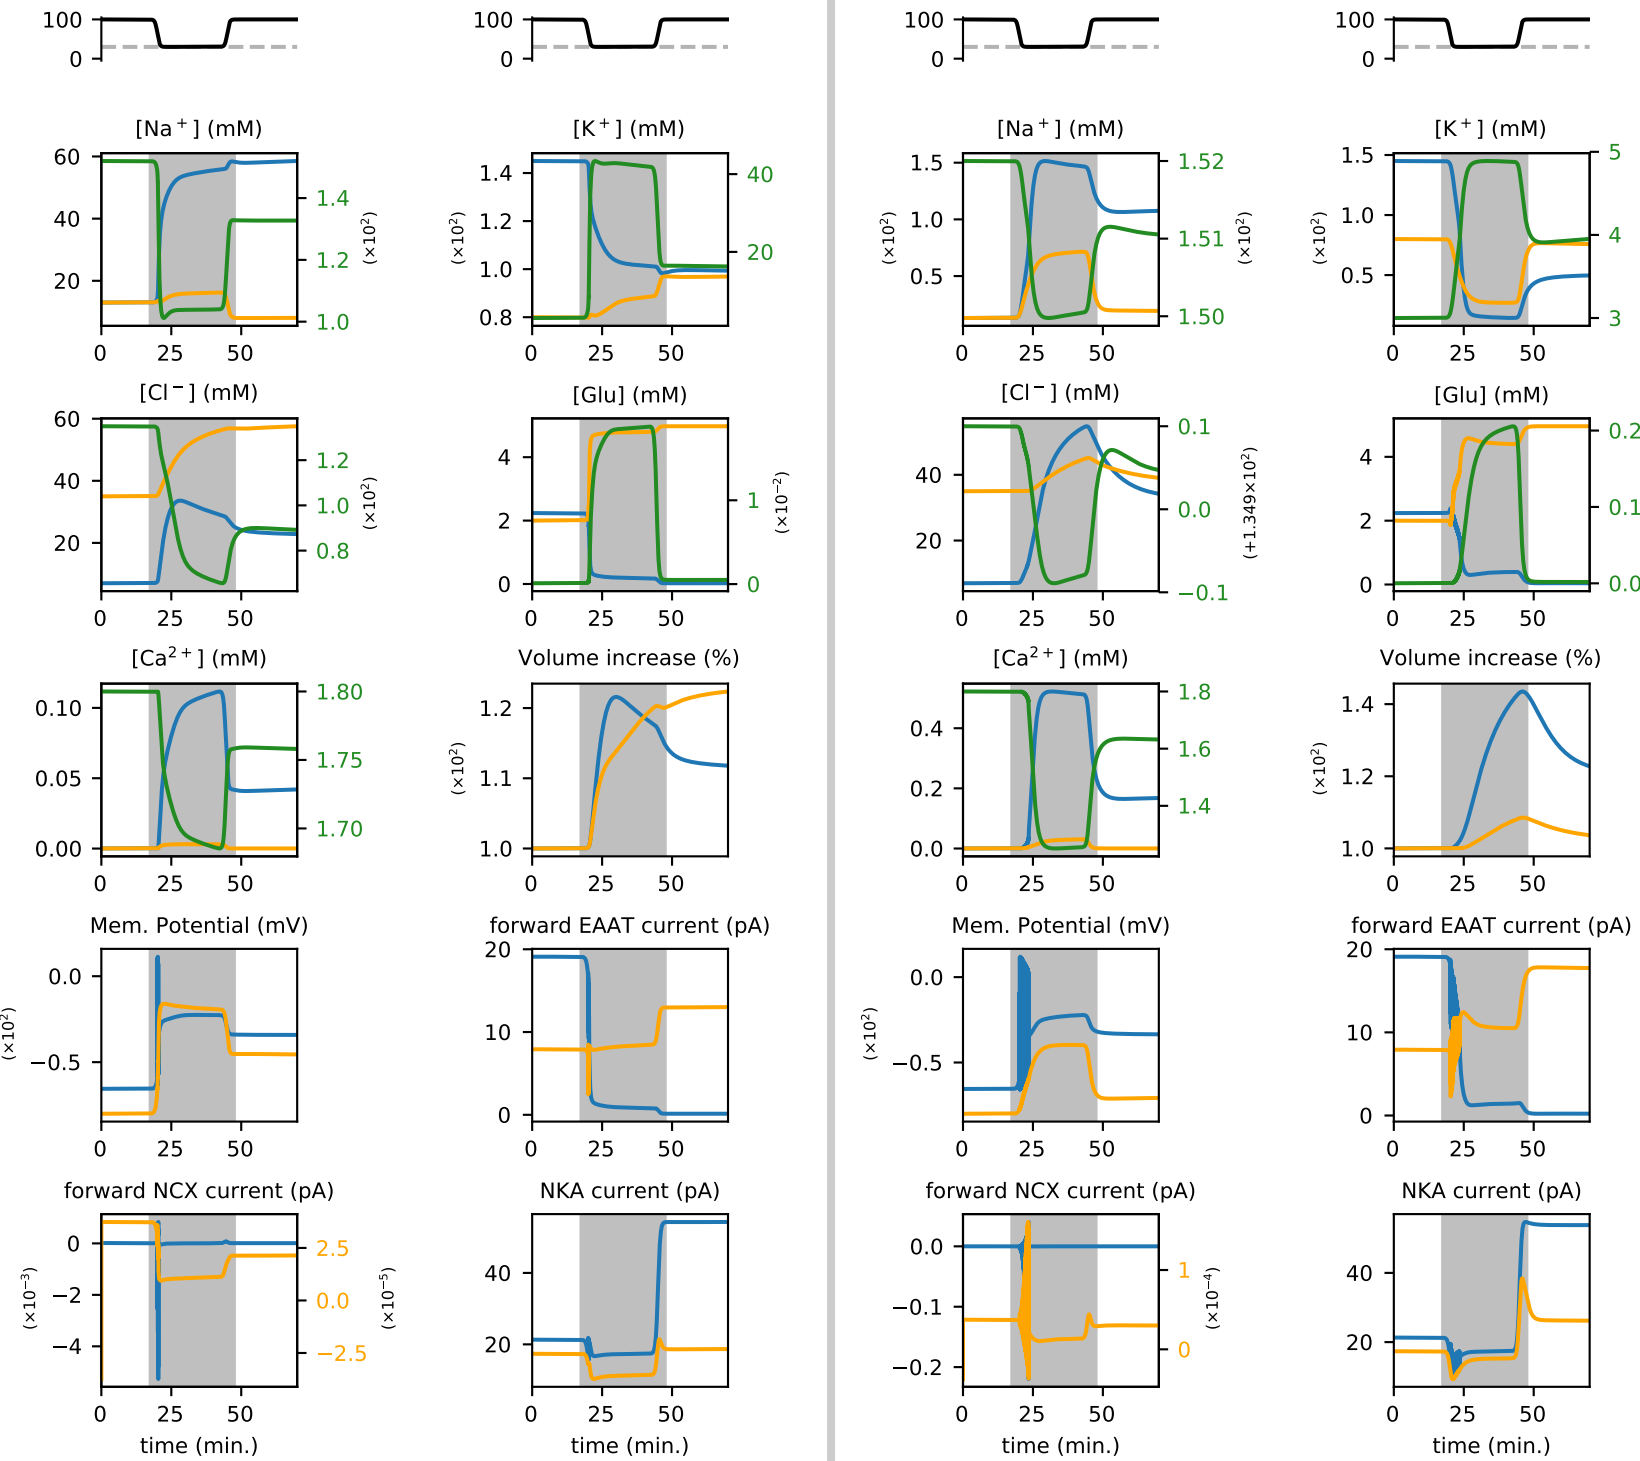 100 100 100 100
0 0 0 0
[Na⁺] (mM) [K⁺] (mM) [Na⁺] (mM) [K⁺] (mM)
60 40 20
1.4 1.2 1.0 (×10²)
0 25 50
(×10²) 1.4 1.2 1.0 0.8
40 20
0 25 50
(×10²) 1.5 1.0 0.5
1.52 1.51 1.50 (×10²)
0 25 50
(×10²) 1.5 1.0 0.5
5 4 3
0 25 50
[Cl⁻] (mM) [Glu] (mM) [Cl⁻] (mM) [Glu] (mM)
60 40 20
1.2 1.0 0.8 (×10²)
0 25 50
4 2 0
1 0 (×10⁻²)
0 25 50
40 20
0.1 0.0 −0.1 (+1.349×10²)
0 25 50
4 2 0
0.2 0.1 0.0
0 25 50
[Ca²⁺] (mM) Volume increase (%) [Ca²⁺] (mM) Volume increase (%)
0.10 0.05 0.00
1.80 1.75 1.70
0 25 50
(×10²) 1.2 1.1 1.0
0 25 50
0.4 0.2 0.0
1.8 1.6 1.4
0 25 50
(×10²) 1.4 1.2 1.0
0 25 50
Mem. Potential (mV) forward EAAT current (pA) Mem. Potential (mV) forward EAAT current (pA)
(×10²) 0.0 −0.5
0 25 50
20 10 0
0 25 50
(×10²) 0.0 −0.5
0 25 50
20 10 0
0 25 50
forward NCX current (pA) NKA current (pA) forward NCX current (pA) NKA current (pA)
(×10⁻³) 0 −2 −4
2.5 0.0 −2.5 (×10⁻⁵)
0 25 50
40 20
0 25 50
0.0 −0.1 −0.2
1 0 (×10⁻⁴)
0 25 50
40 20
0 25 50
time (min.) time (min.) time (min.) time (min.)